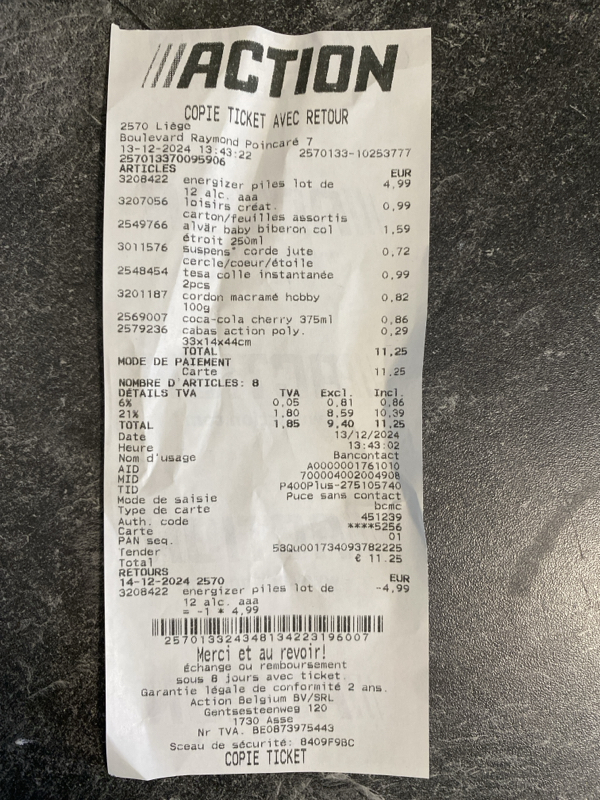 ACTION
COPIE TICKET AVEC RETOUR
2570 Liège
Boulevard Raymond Poincaré 7
13-12-2024 13:43:22 2570133-10253777
257013370095906
ARTICLES EUR
3208422 energizer piles lot de 4,99
12 alc. aaa
3207056 loisirs créat. 0,99
carton/feuilles assortis
2549766 alvär baby biberon col 1,59
étroit 250ml
3011576 suspens° corde jute 0,72
cercle/coeur/étoile
2548454 tesa colle instantanée 0,99
2pcs
3201187 cordon macramé hobby 0,82
100g
2569007 coca-cola cherry 375ml 0,86
2579236 cabas action poly. 0,29
33x14x44cm
TOTAL 11,25
MODE DE PAIEMENT
Carte 11.25
NOMBRE D'ARTICLES: 8
DÉTAILS TVA TVA Excl. Incl.
6% 0,05 0,81 0,86
21% 1,80 8,59 10,39
TOTAL 1,85 9,40 11,25
Date 13/12/2024
Heure 13:43:02
Nom d'usage Bancontact
AID A0000001761010
MID 700004002004908
TID P400Plus-275105740
Mode de saisie Puce sans contact
Type de carte bcmc
Auth. code 451239
Carte ****5256
PAN seq. 01
Tender 58Qu001734093782225
Total € 11.25
RETOURS
14-12-2024 2570 EUR
3208422 energizer piles lot de -4,99
12 alc. aaa
= -1 * 4,99
257013324348134223196007
Merci et au revoir!
échange ou remboursement
sous 8 jours avec ticket.
Garantie légale de conformité 2 ans.
Action Belgium BV/SRL
Gentsesteenweg 120
1730 Asse
Nr TVA. BE0873975443
Sceau de sécurité: 8409F9BC
COPIE TICKET